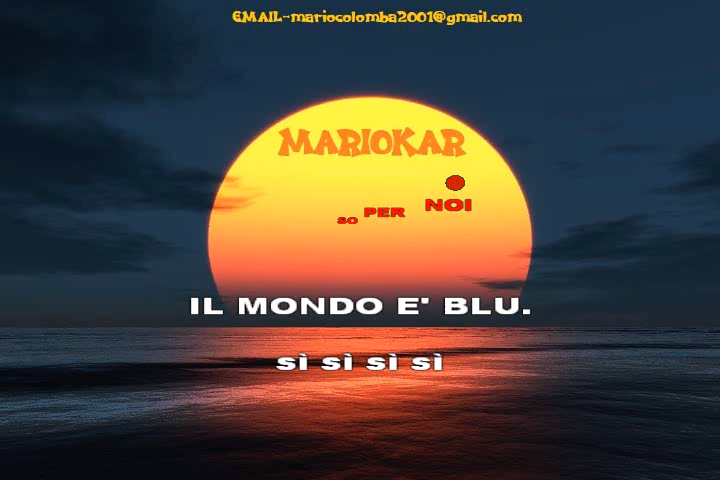 EMAIL-mariocolomba2001@gmail.com
MARIOKAR
so PER NOI
IL MONDO E' BLU.
sì sì sì sì